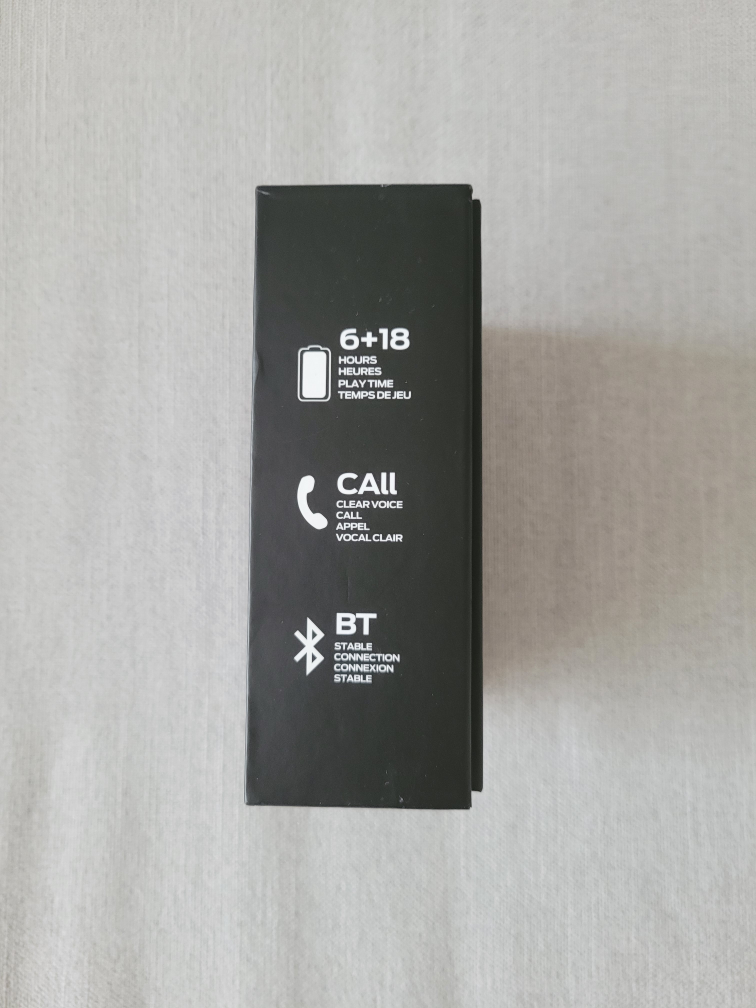 6+18
HOURS
HEURES
PLAY TIME
TEMPS DE JEU
CAll
CLEAR VOICE
CALL
APPEL
VOCAL CLAIR
BT
STABLE
CONNECTION
CONNEXION
STABLE